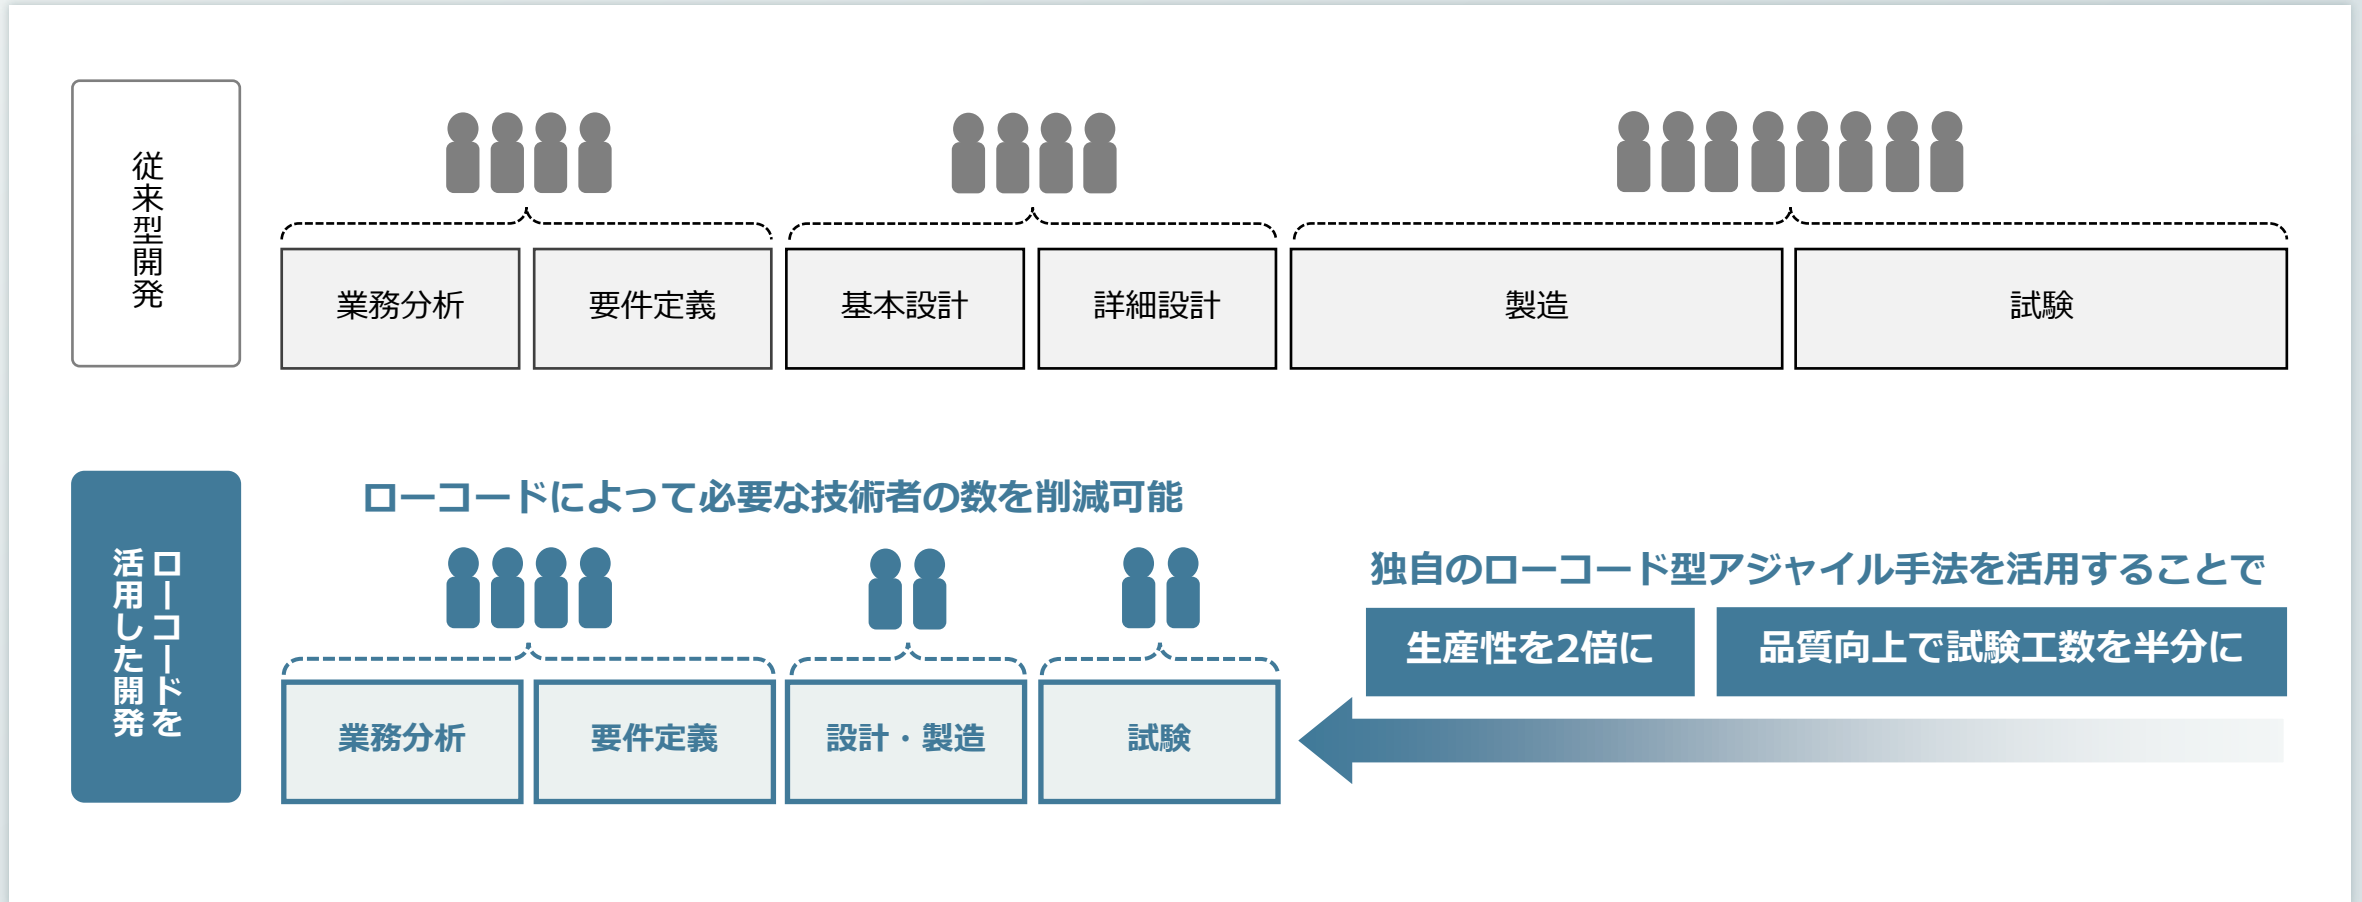 従来型開発
業務分析
要件定義
基本設計
詳細設計
製造
試験
ローコードを
活用した開発
ローコードによって必要な技術者の数を削減可能
業務分析
要件定義
設計・製造
試験
独自のローコード型アジャイル手法を活用することで
生産性を2倍に
品質向上で試験工数を半分に